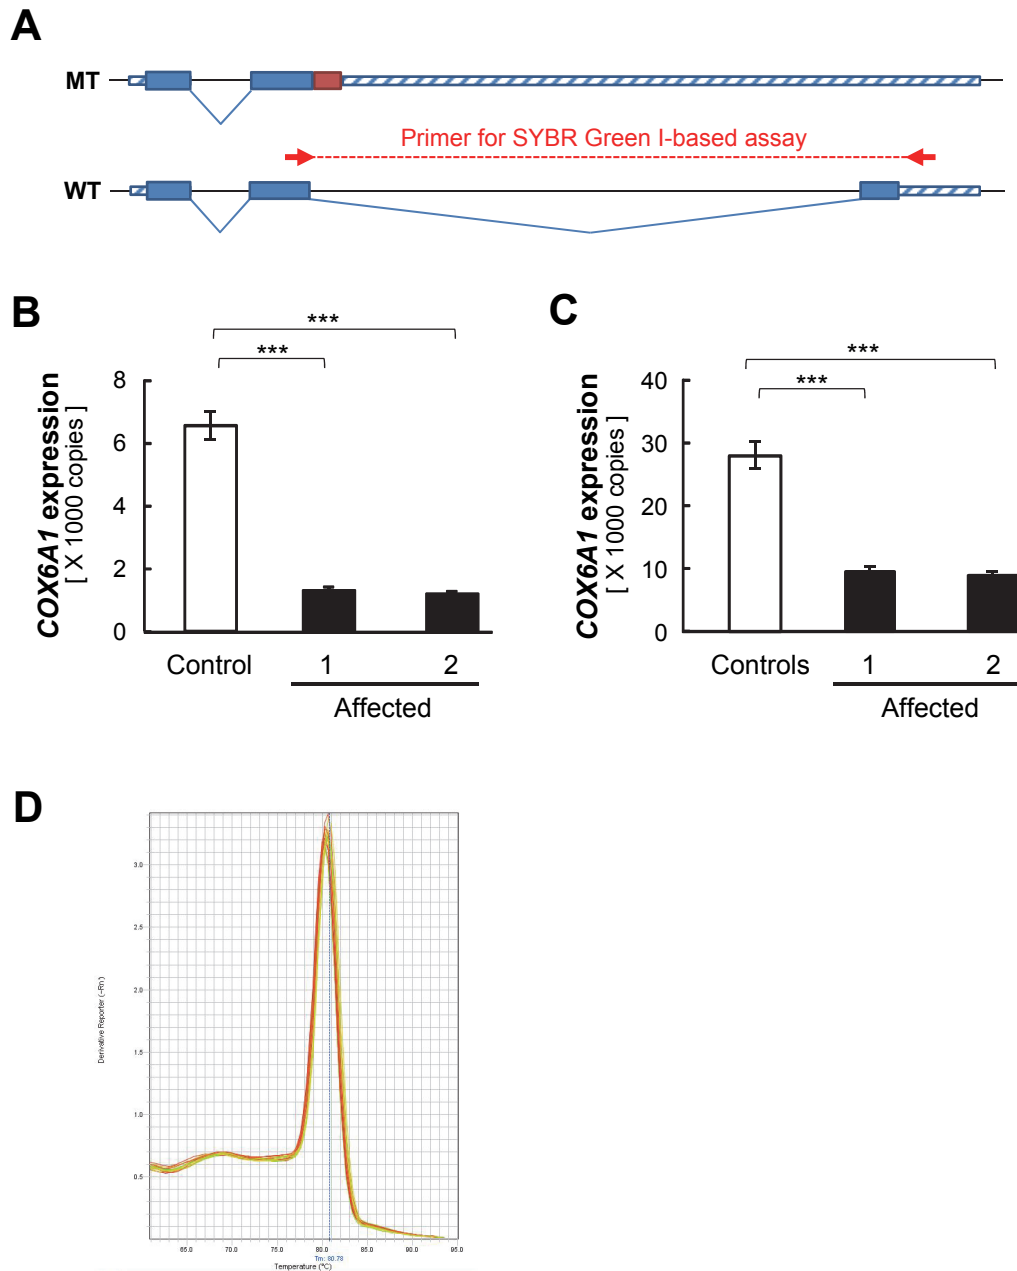 A
MT
Primer for SYBR Green I-based assay
WT
B
***
***
COX6A1 expression
[ X 1000 copies ]
8
6
4
2
0
Control
1
2
Affected
C
***
***
COX6A1 expression
[ X 1000 copies ]
40
30
20
10
0
Controls
1
2
Affected
D
Derivative Reporter (-Rn)
3.0
2.5
2.0
1.5
1.0
0.5
65.0 70.0 75.0 80.0 85.0 90.0 95.0
Tm: 80.78
Temperature (°C)